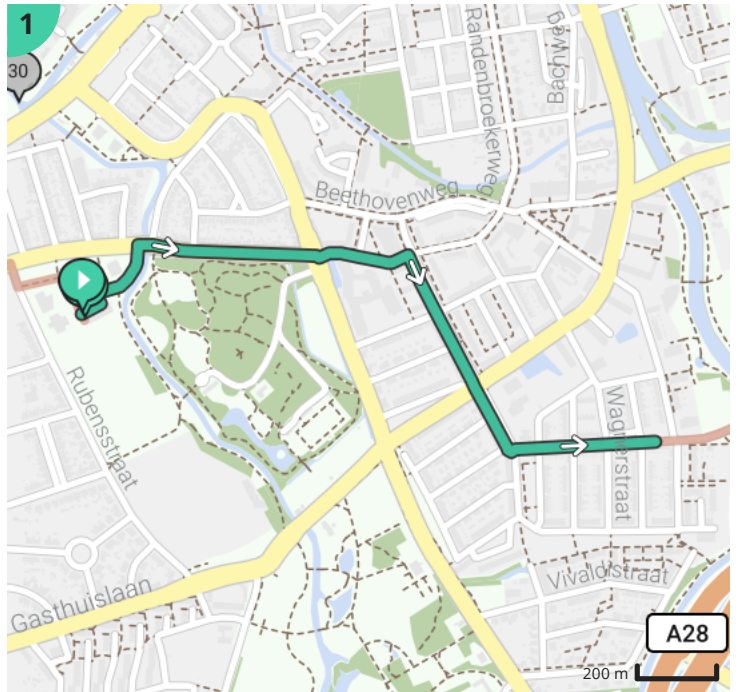 1
30
Randenbroekerweg
Bachweg
Beethovenweg
Rubensstraat
Wagnerstraat
Vivaldistraat
Gasthuislaan
A28
200 m